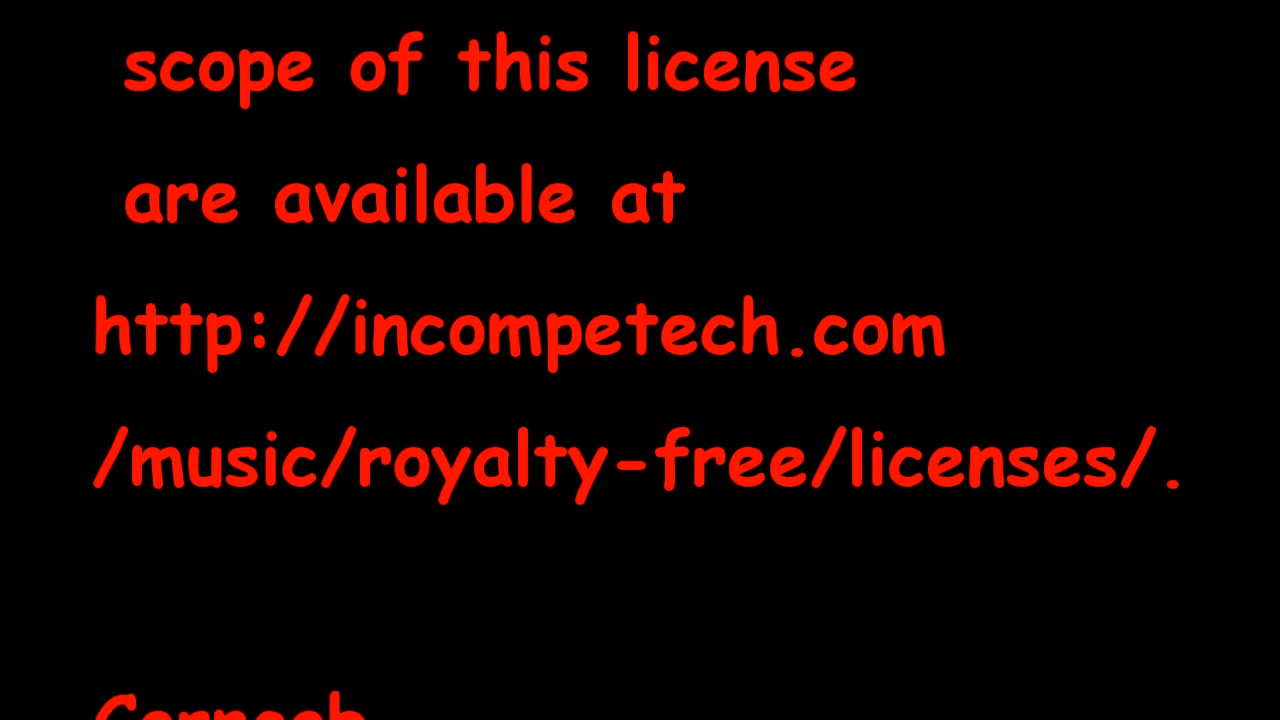 scope of this license
are available at
http://incompetech.com
/music/royalty-free/licenses/.